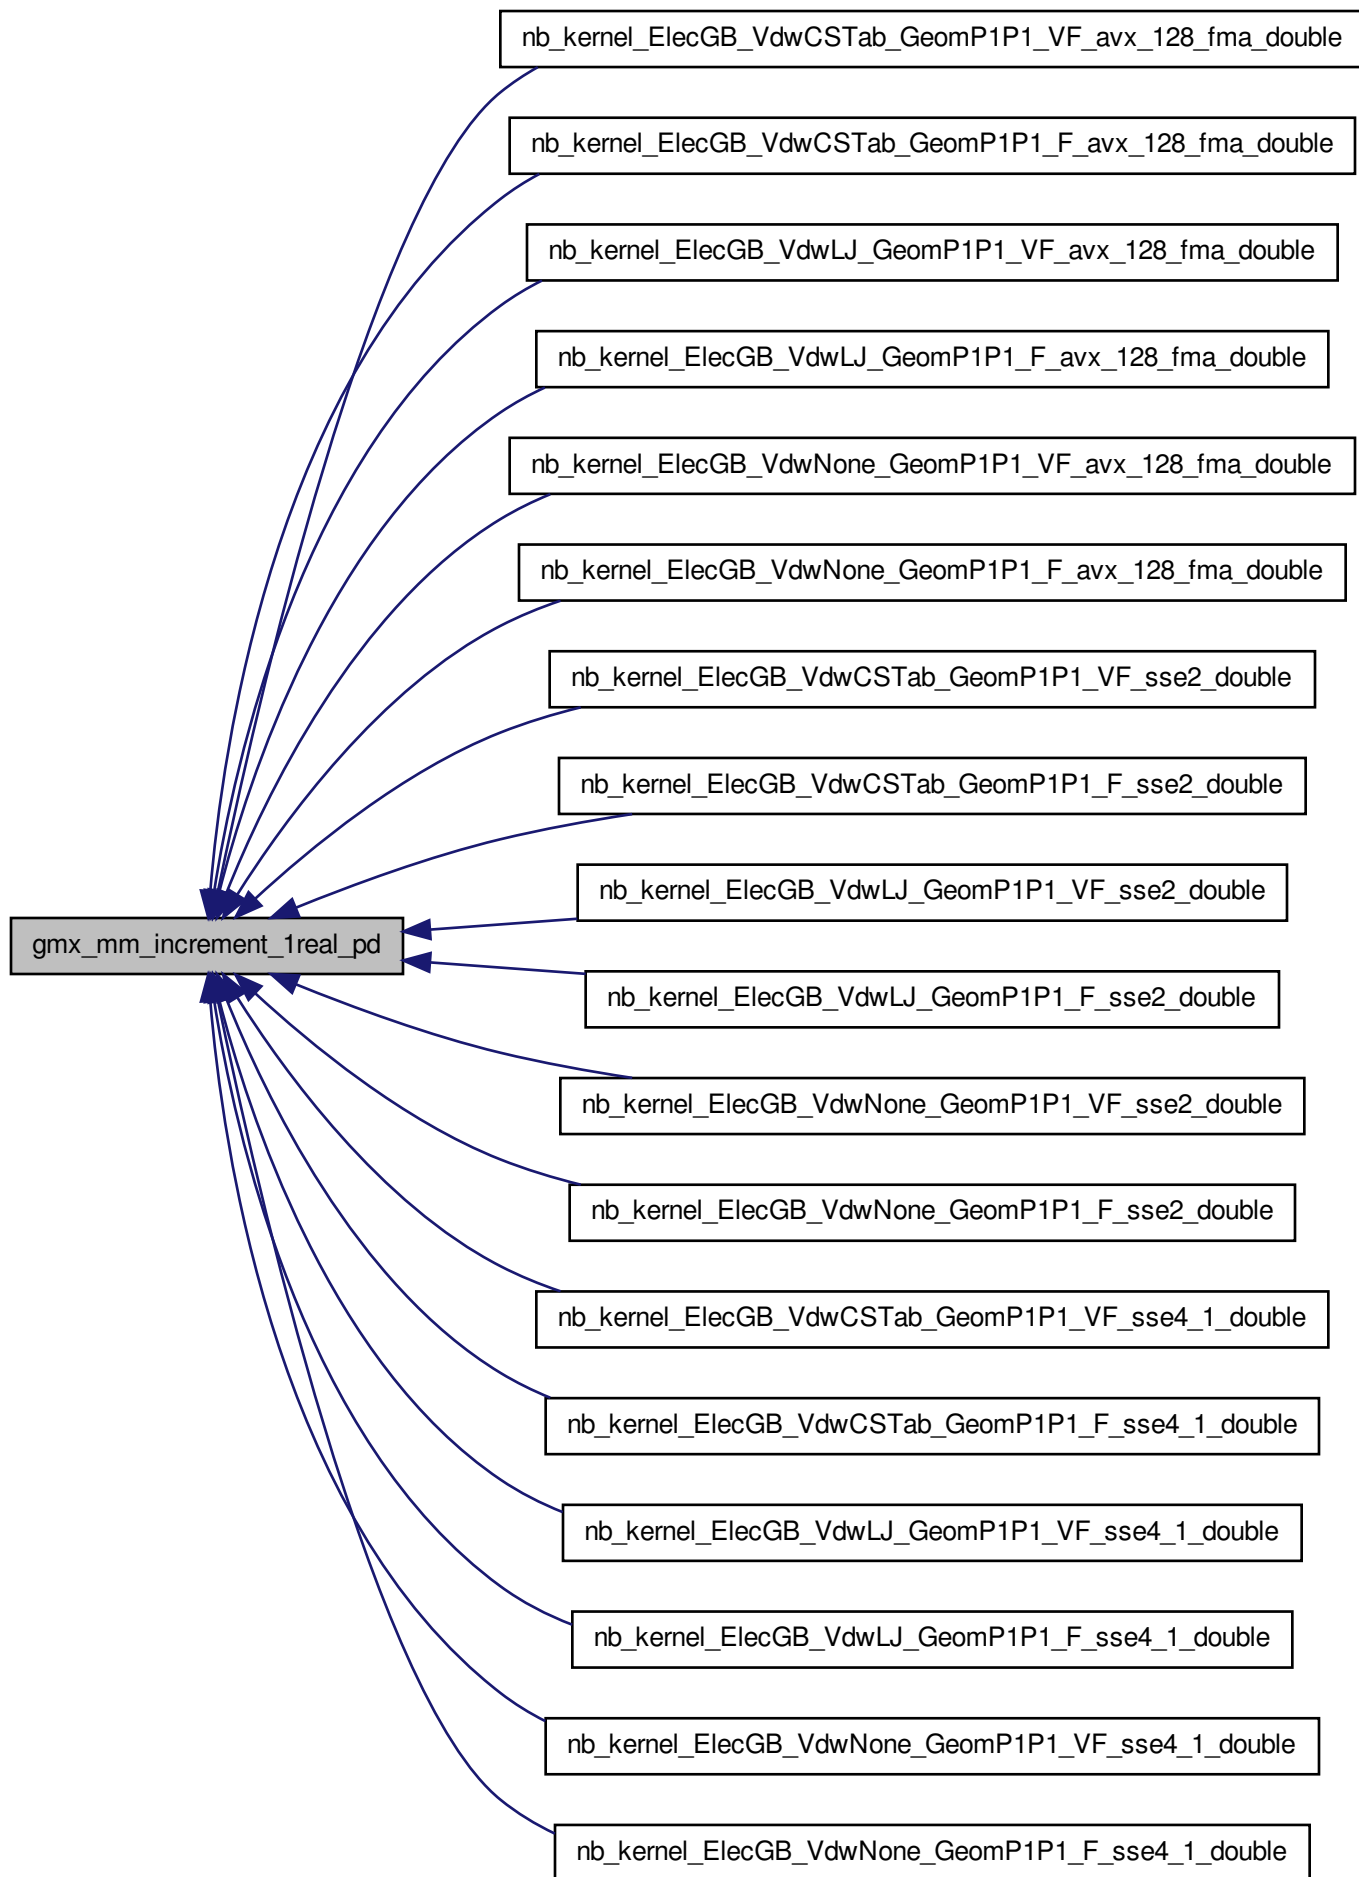 nb_kernel_ElecGB_VdwCSTab_GeomP1P1_VF_avx_128_fma_double
nb_kernel_ElecGB_VdwCSTab_GeomP1P1_F_avx_128_fma_double
nb_kernel_ElecGB_VdwLJ_GeomP1P1_VF_avx_128_fma_double
nb_kernel_ElecGB_VdwLJ_GeomP1P1_F_avx_128_fma_double
nb_kernel_ElecGB_VdwNone_GeomP1P1_VF_avx_128_fma_double
nb_kernel_ElecGB_VdwNone_GeomP1P1_F_avx_128_fma_double
nb_kernel_ElecGB_VdwCSTab_GeomP1P1_VF_sse2_double
nb_kernel_ElecGB_VdwCSTab_GeomP1P1_F_sse2_double
nb_kernel_ElecGB_VdwLJ_GeomP1P1_VF_sse2_double
gmx_mm_increment_1real_pd
nb_kernel_ElecGB_VdwLJ_GeomP1P1_F_sse2_double
nb_kernel_ElecGB_VdwNone_GeomP1P1_VF_sse2_double
nb_kernel_ElecGB_VdwNone_GeomP1P1_F_sse2_double
nb_kernel_ElecGB_VdwCSTab_GeomP1P1_VF_sse4_1_double
nb_kernel_ElecGB_VdwCSTab_GeomP1P1_F_sse4_1_double
nb_kernel_ElecGB_VdwLJ_GeomP1P1_VF_sse4_1_double
nb_kernel_ElecGB_VdwLJ_GeomP1P1_F_sse4_1_double
nb_kernel_ElecGB_VdwNone_GeomP1P1_VF_sse4_1_double
nb_kernel_ElecGB_VdwNone_GeomP1P1_F_sse4_1_double